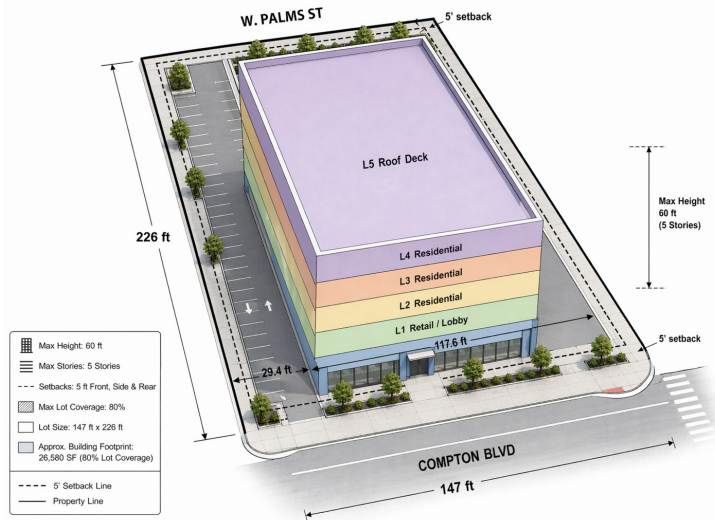 W. PALMS ST
5' setback
L5 Roof Deck
Max Height
60 ft
(5 Stories)
226 ft
L4 Residential
L3 Residential
L2 Residential
L1 Retail / Lobby
117.6 ft
29.4 ft
5' setback
Max Height: 60 ft
Max Stories: 5 Stories
Setbacks: 5 ft Front, Side & Rear
Max Lot Coverage: 80%
Lot Size: 147 ft x 226 ft
Approx. Building Footprint:
26,580 SF (80% Lot Coverage)
5' Setback Line
Property Line
COMPTON BLVD
147 ft